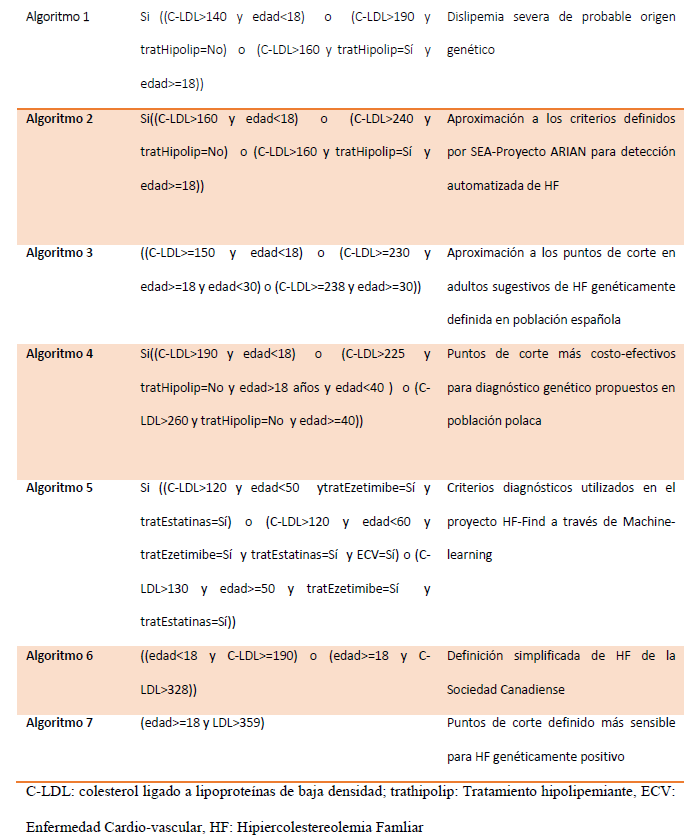 Algoritmo 1 Si ((C-LDL>140 y edad<18) o (C-LDL>190 y Dislipemia severa de probable origen
tratHipolip=No) o (C-LDL>160 y tratHipolip=Sí y genético
edad>=18))
Algoritmo 2 Si((C-LDL>160 y edad<18) o (C-LDL>240 y Aproximación a los criterios definidos
tratHipolip=No) o (C-LDL>160 y tratHipolip=Sí y por SEA-Proyecto ARIAN para detección
edad>=18)) automatizada de HF
Algoritmo 3 ((C-LDL>=150 y edad<18) o (C-LDL>=230 y Aproximación a los puntos de corte en
edad>=18 y edad<30) o (C-LDL>=238 y edad>=30)) adultos sugestivos de HF genéticamente
definida en población española
Algoritmo 4 Si((C-LDL>190 y edad<18) o (C-LDL>225 y Puntos de corte más costo-efectivos
tratHipolip=No y edad>18 años y edad<40 ) o (C- para diagnóstico genético propuestos en
LDL>260 y tratHipolip=No y edad>=40)) población polaca
Algoritmo 5 Si ((C-LDL>120 y edad<50 ytratEzetimibe=Sí y Criterios diagnósticos utilizados en el
tratEstatinas=Sí) o (C-LDL>120 y edad<60 y proyecto HF-Find a través de Machine-
tratEzetimibe=Sí y tratEstatinas=Sí y ECV=Sí) o (C- learning
LDL>130 y edad>=50 y tratEzetimibe=Sí y
tratEstatinas=Sí))
Algoritmo 6 ((edad<18 y C-LDL>=190) o (edad>=18 y C- Definición simplificada de HF de la
LDL>328)) Sociedad Canadiense
Algoritmo 7 (edad>=18 y LDL>359) Puntos de corte definido más sensible
para HF genéticamente positivo
C-LDL: colesterol ligado a lipoproteínas de baja densidad; trathipolip: Tratamiento hipolipemiante, ECV:
Enfermedad Cardio-vascular, HF: Hipiercolestereolemia Famliar